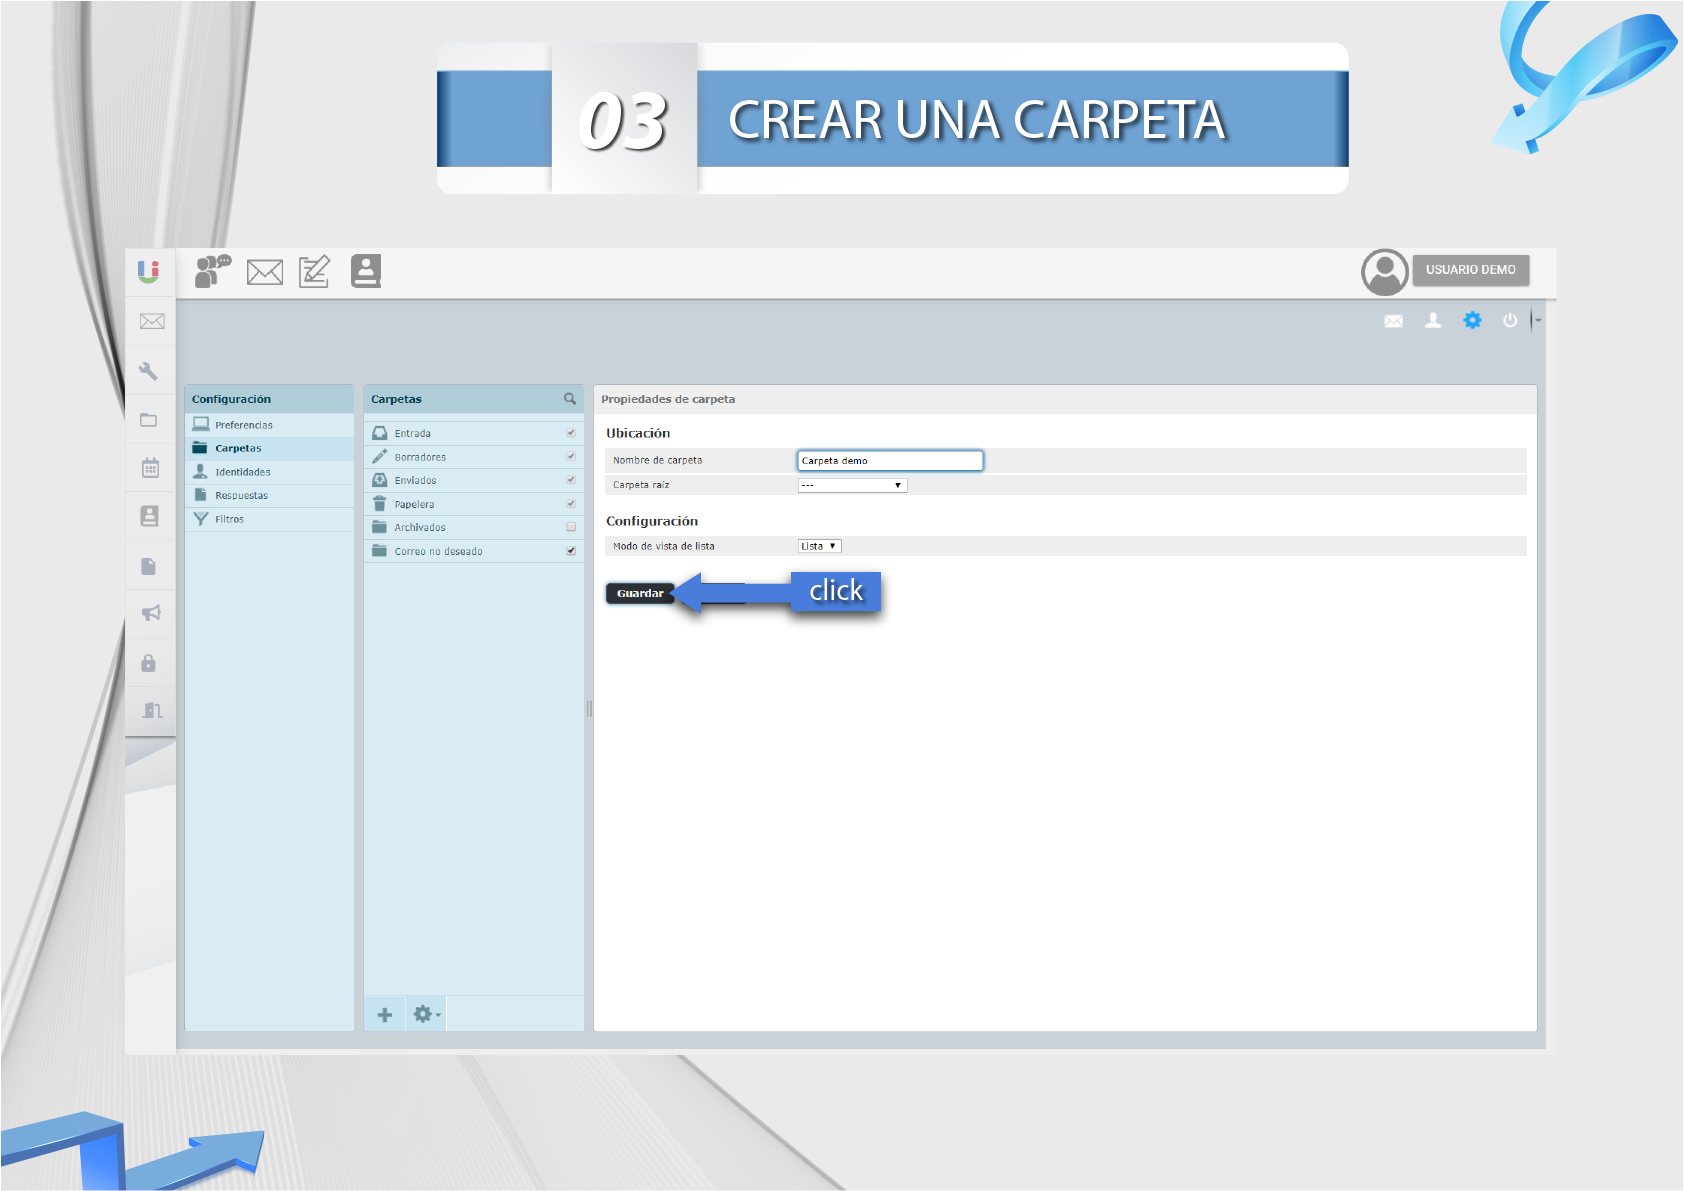 03
CREAR UNA CARPETA
USUARIO DEMO
Configuración
Preferencias
Carpetas
Identidades
Respuestas
Filtros
Carpetas
Entrada
Borradores
Enviados
Papelera
Archivados
Correo no deseado
Propiedades de carpeta
Ubicación
Nombre de carpeta
Carpeta demo
Carpeta raíz
---
Configuración
Modo de vista de lista
Lista
Guardar
click